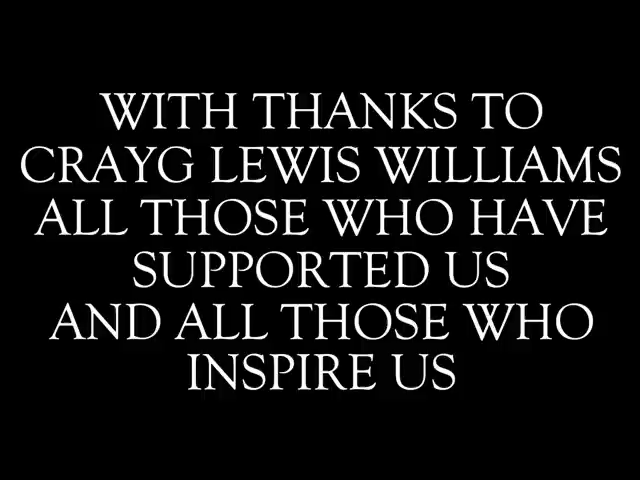 WITH THANKS TO
CRAYG LEWIS WILLIAMS
ALL THOSE WHO HAVE
SUPPORTED US
AND ALL THOSE WHO
INSPIRE US